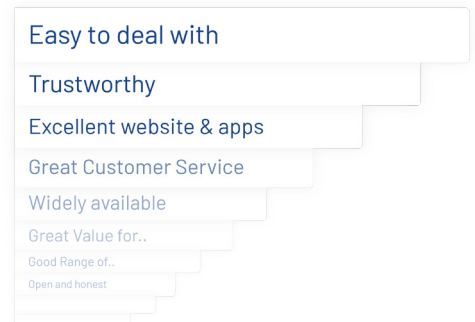 Easy to deal with
Trustworthy
Excellent website & apps
Great Customer Service
Widely available
Great Value for..
Good Range of..
Open and honest